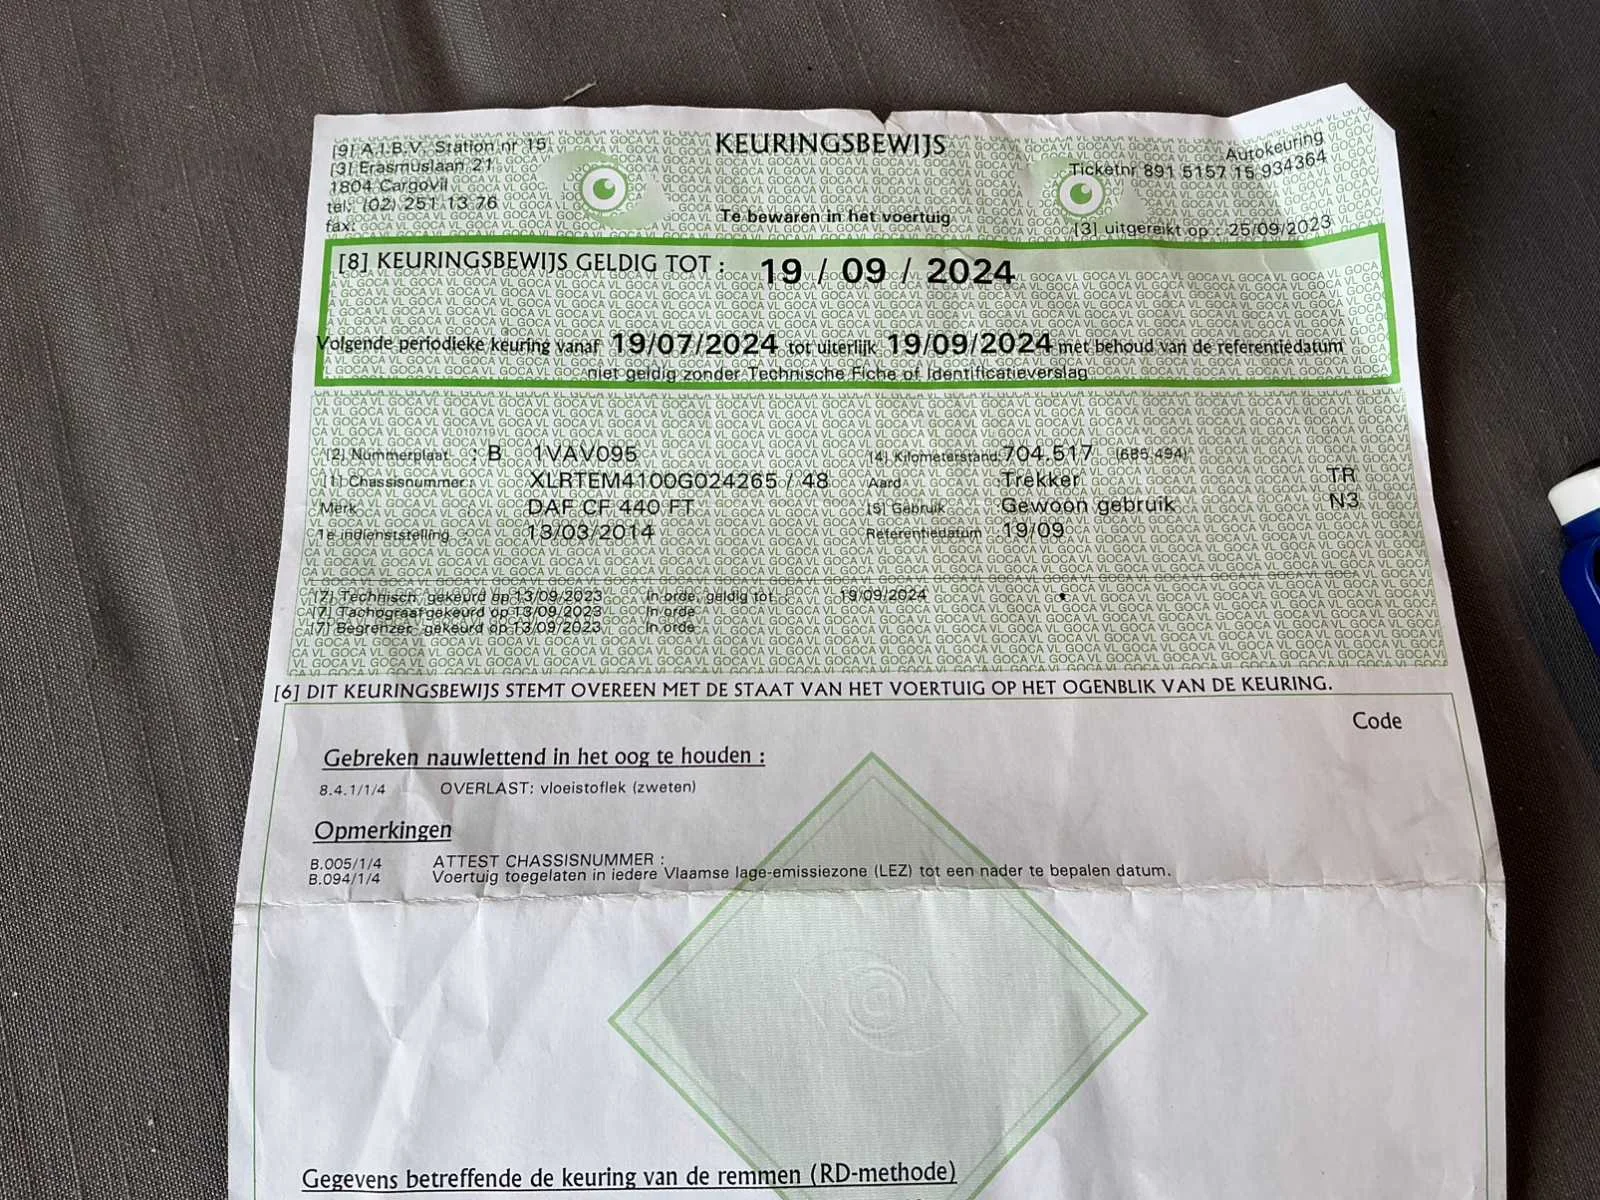 KEURINGSBEWIJS
[9] A.I.B.V. Station nr 15
[3] Erasmuslaan 21
1804 Cargovil
tel. (02) 251 13 76
fax:
Te bewaren in het voertuig
Autokeuring
Ticketnr 891 5157 15 934364
[3] uitgereikt op : 25/09/2023
[8] KEURINGSBEWIJS GELDIG TOT : 19 / 09 / 2024
Volgende periodieke keuring vanaf 19/07/2024 tot uiterlijk 19/09/2024 met behoud van de referentiedatum
niet geldig zonder Technische Fiche of Identificatieverslag
[2] Nummerplaat : B 1VAV095 [4] Kilometerstand: 704.517 (685.494)
[1] Chassisnummer : XLRTEM4100G024265 / 48 Aard Trekker TR
Merk DAF CF 440 FT [5] Gebruik Gewoon gebruik N3
1e indienststelling : 13/03/2014 Referentiedatum : 19/09
[7] Technisch gekeurd op 13/09/2023 In orde, geldig tot 19/09/2024
[7] Tachograaf gekeurd op 13/09/2023 In orde
[7] Begrenzer gekeurd op 13/09/2023 In orde
[6] DIT KEURINGSBEWIJS STEMT OVEREEN MET DE STAAT VAN HET VOERTUIG OP HET OGENBLIK VAN DE KEURING.
Code
Gebreken nauwlettend in het oog te houden :
8.4.1/1/4 OVERLAST: vloeistoflek (zweten)
Opmerkingen
B.005/1/4 ATTEST CHASSISNUMMER :
B.094/1/4 Voertuig toegelaten in iedere Vlaamse lage-emissiezone (LEZ) tot een nader te bepalen datum.
Gegevens betreffende de keuring van de remmen (RD-methode)